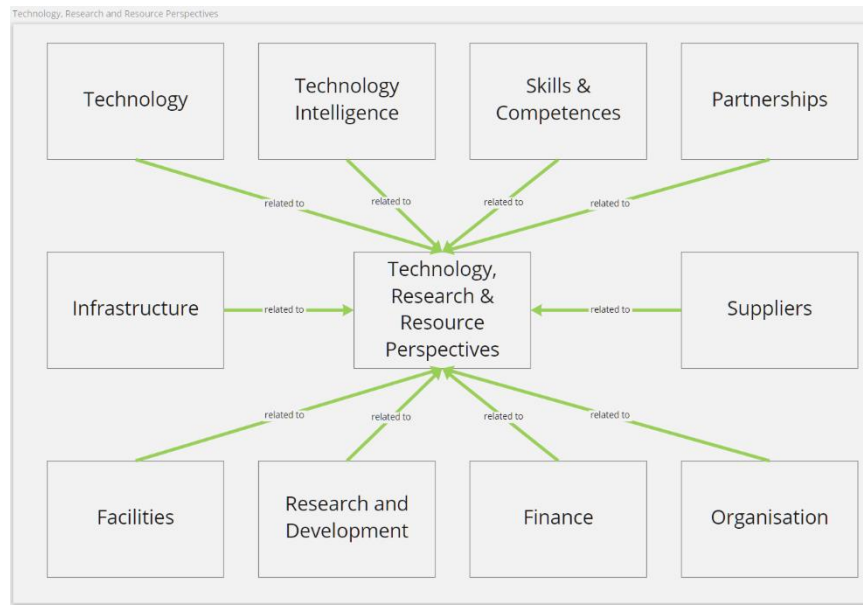 Technology, Research and Resource Perspectives
Technology
Technology
Intelligence
Skills &
Competences
Partnerships
related to
related to
related to
related to
Infrastructure
related to
Technology,
Research &
Resource
Perspectives
related to
Suppliers
related to
related to
related to
related to
Facilities
Research and
Development
Finance
Organisation